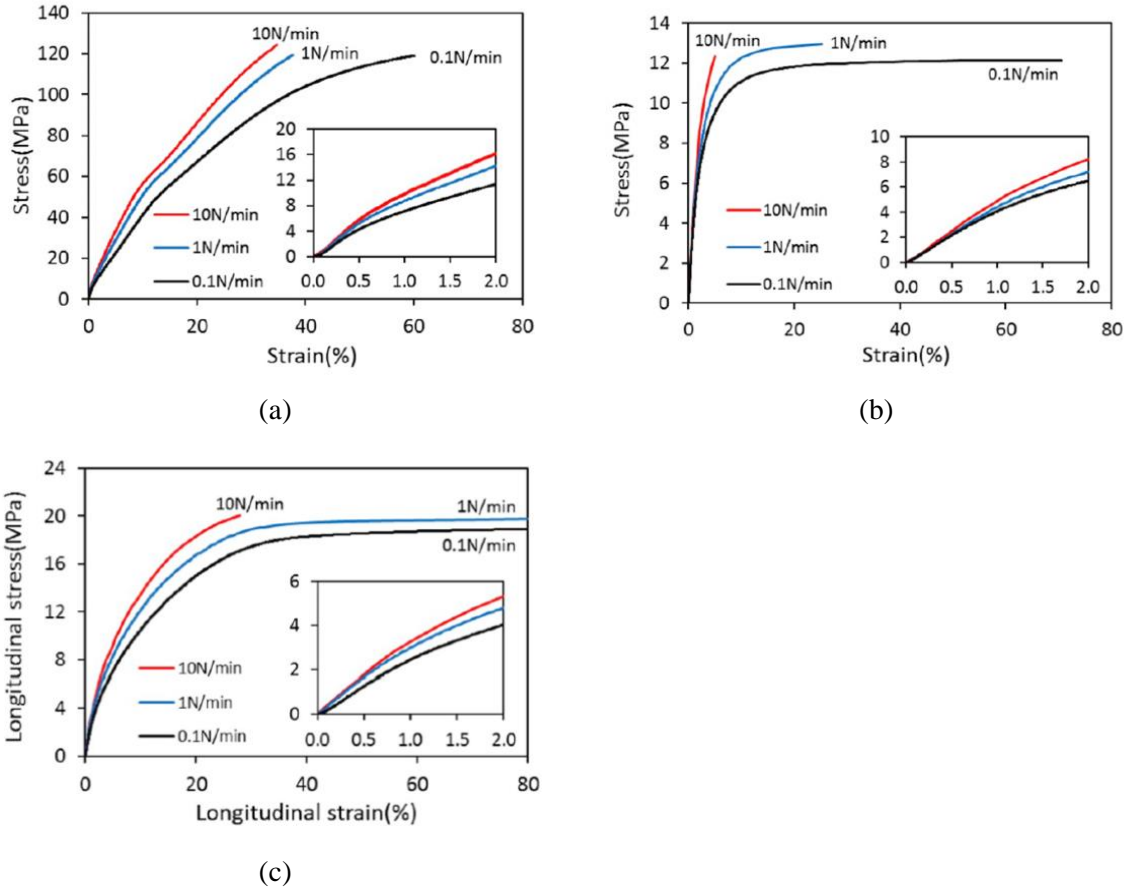 140
120
100
80
60
40
20
0
Stress(MPa)
10N/min
1N/min
0.1N/min
20
16
12
8
4
0
0.0 0.5 1.0 1.5 2.0
10N/min
1N/min
0.1N/min
0 20 40 60 80
Strain(%)
(a)
14
12
10
8
6
4
2
0
Stress(MPa)
10N/min
1N/min
0.1N/min
10
8
6
4
2
0
0.0 0.5 1.0 1.5 2.0
10N/min
1N/min
0.1N/min
0 20 40 60 80
Strain(%)
(b)
24
20
16
12
8
4
0
Longitudinal stress(MPa)
10N/min
1N/min
0.1N/min
6
4
2
0
0.0 0.5 1.0 1.5 2.0
10N/min
1N/min
0.1N/min
0 20 40 60 80
Longitudinal strain(%)
(c)